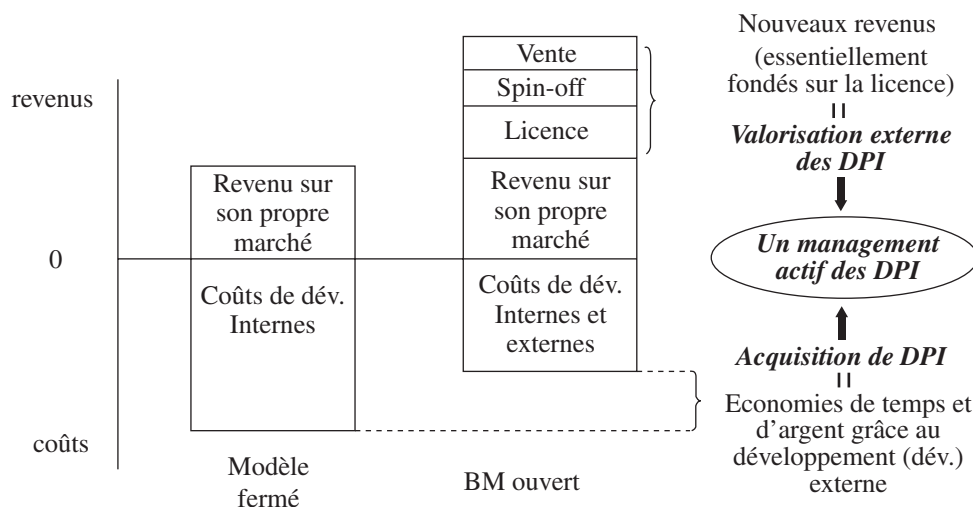 revenus
0
coûts
Revenu sur
son propre
marché
Coûts de dév.
Internes
Modèle
fermé
Vente
Spin-off
Licence
Revenu sur
son propre
marché
Coûts de dév.
Internes et
externes
BM ouvert
Nouveaux revenus
(essentiellement
fondés sur la licence)
=
Valorisation externe
des DPI
Un management
actif des DPI
Acquisition de DPI
=
Economies de temps et
d'argent grâce au
développement (dév.)
externe